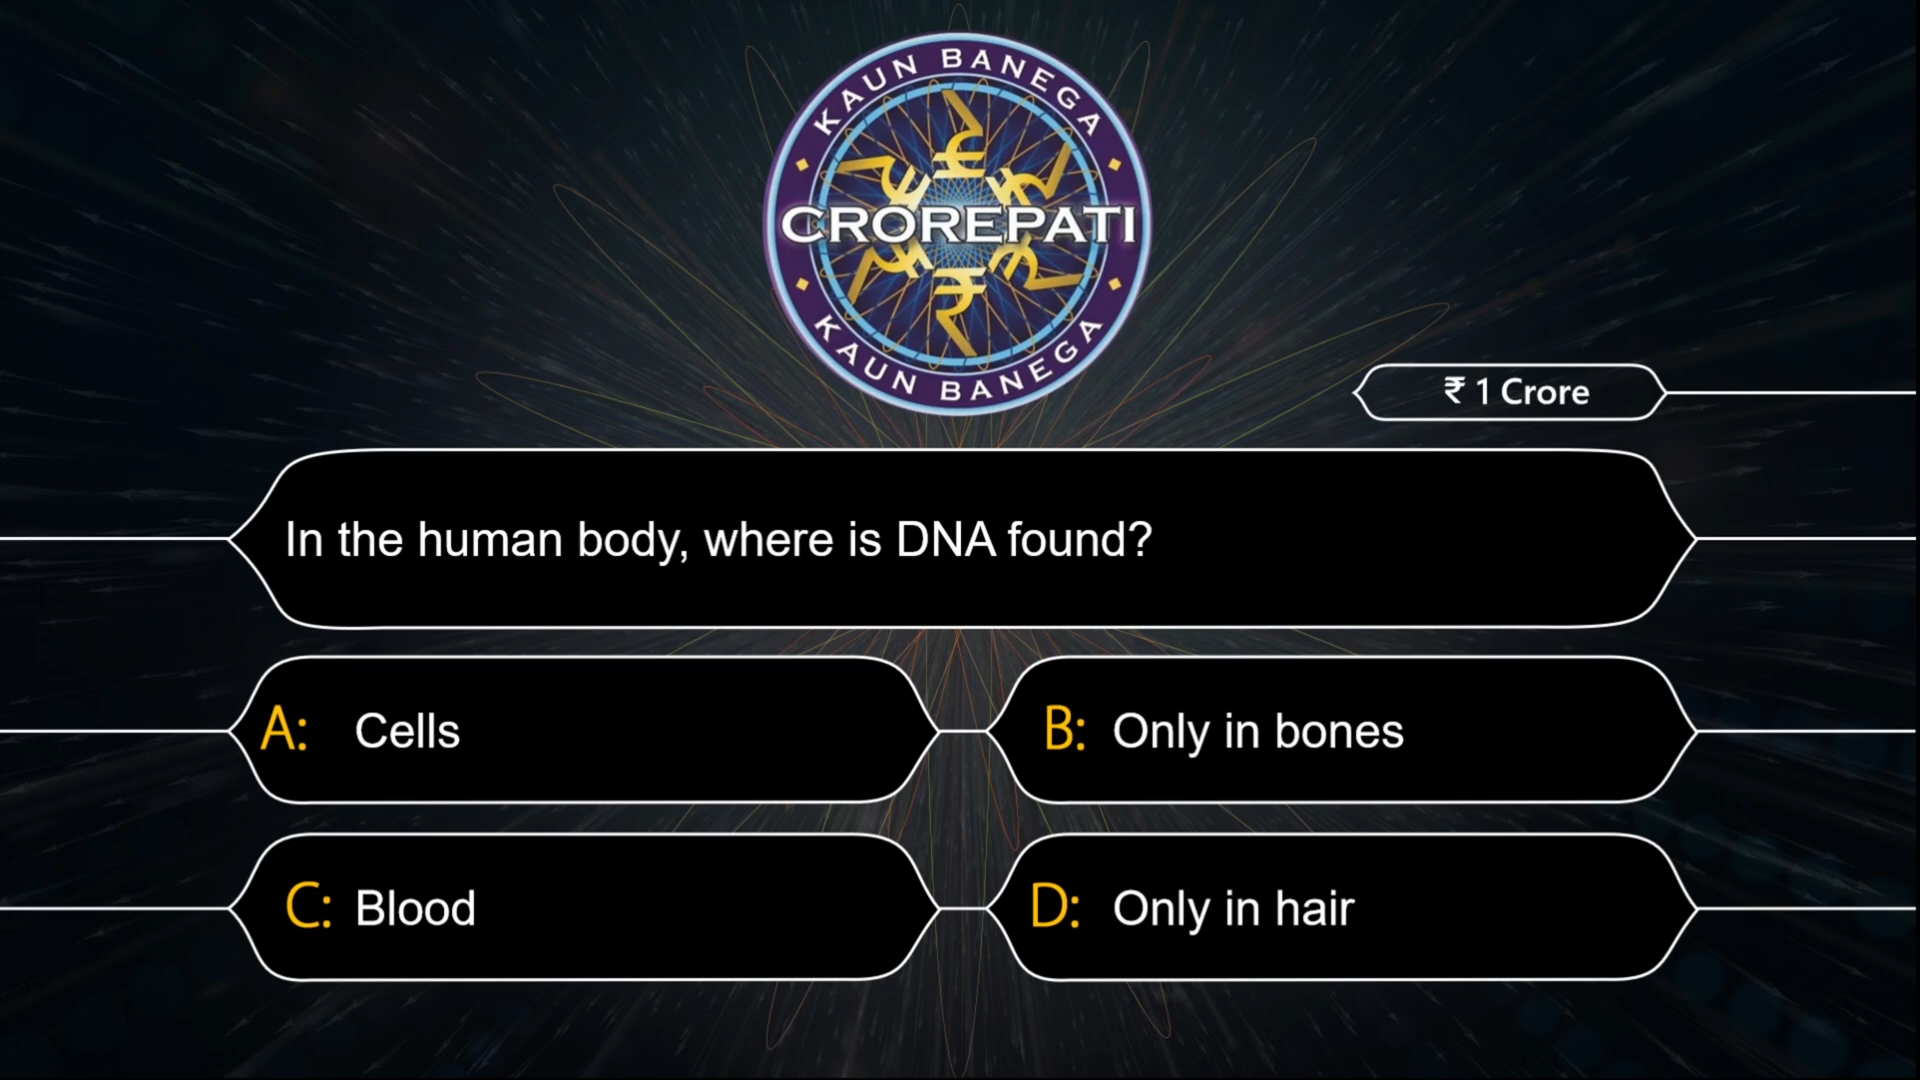 KAUN BANEGA
CROREPATI
KAUN BANEGA
₹ 1 Crore
In the human body, where is DNA found?
A: Cells
B: Only in bones
C: Blood
D: Only in hair